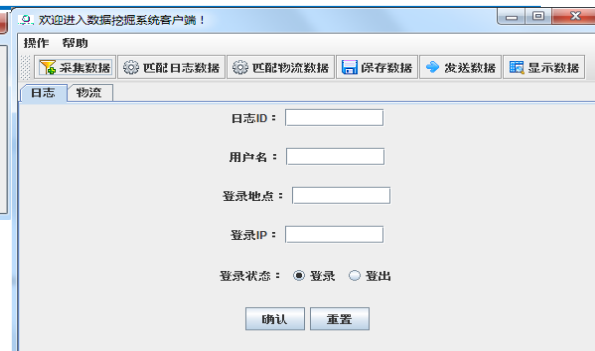 欢迎进入数据挖掘系统客户端！
操作 帮助
采集数据 匹配日志数据 匹配物流数据 保存数据 发送数据 显示数据
日志 物流
日志ID：
用户名：
登录地点：
登录IP：
登录状态： 登录 登出
确认 重置